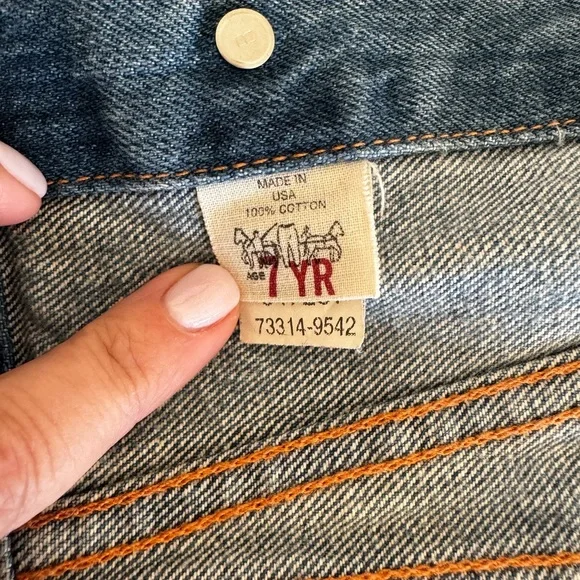 MADE IN
USA
100% COTTON
AGE 7 YR
73314-9542